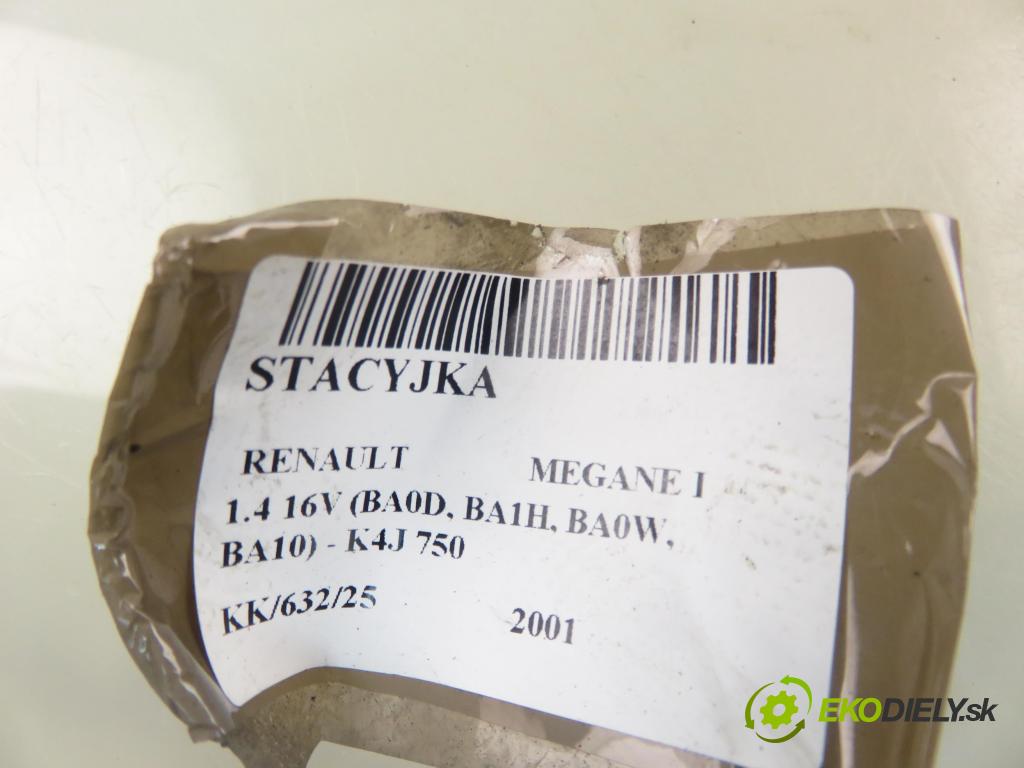 STACYJKA
RENAULT MEGANE I
1.4 16V (BA0D, BA1H, BA0W,
BA10) - K4J 750
KK/632/25 2001
EKODIELY.sk